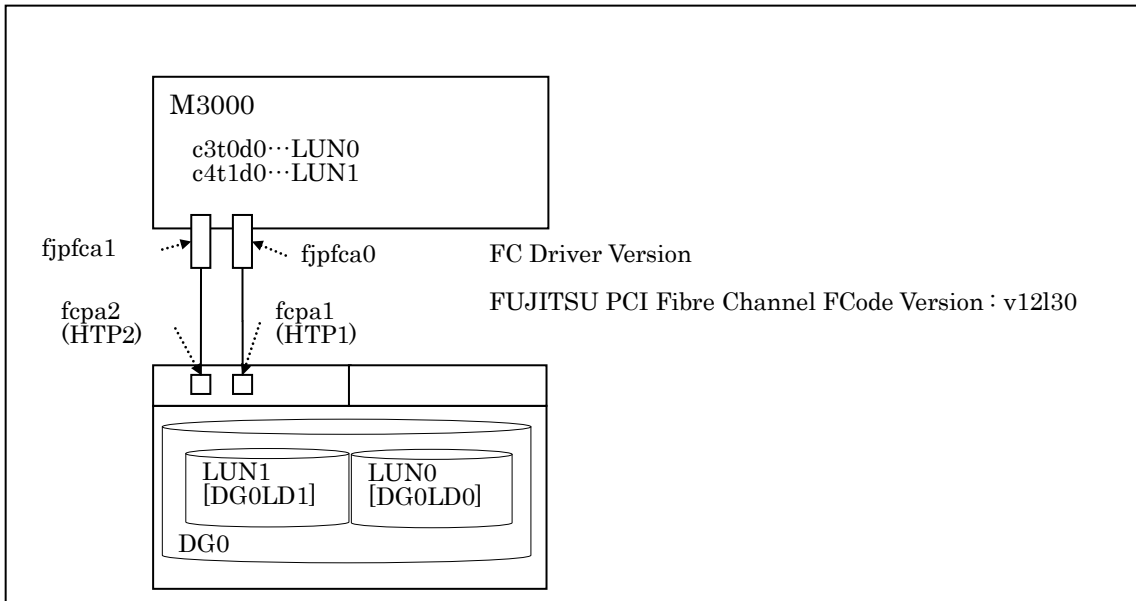 M3000
c3t0d0…LUN0
c4t1d0…LUN1
fjpfca1
fjpfca0
FC Driver Version
fcpa2
(HTP2)
fcpa1
(HTP1)
FUJITSU PCI Fibre Channel FCode Version : v12l30
LUN1
[DG0LD1]
LUN0
[DG0LD0]
DG0